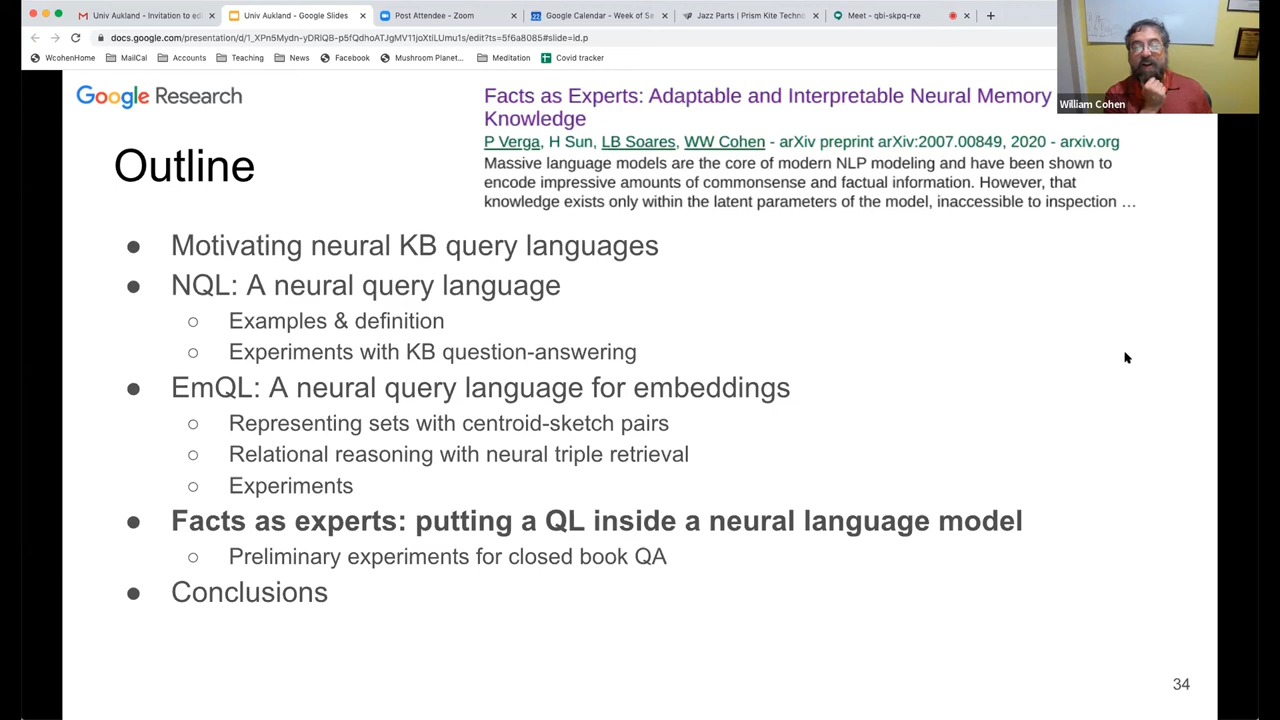 Univ Aukland - Invitation to ed
Univ Aukland - Google Slides
Post Attendee - Zoom
Google Calendar - Week of Se
Jazz Parts | Prism Kite Techno
Meet - qbi-skpq-rxe
docs.google.com/presentation/d/1_XPn5Mydn-yDRlQB-p5fQdhoATJgMV11joXtiLUmu1s/edit?ts=5f6a8085#slide=id.p
WcohenHome
MailCal
Accounts
Teaching
News
Facebook
Mushroom Planet...
Meditation
Covid tracker
William Cohen
Google Research
Facts as Experts: Adaptable and Interpretable Neural Memory
Knowledge
P Verga, H Sun, LB Soares, WW Cohen - arXiv preprint arXiv:2007.00849, 2020 - arxiv.org
Massive language models are the core of modern NLP modeling and have been shown to
encode impressive amounts of commonsense and factual information. However, that
knowledge exists only within the latent parameters of the model, inaccessible to inspection …
Outline
● Motivating neural KB query languages
● NQL: A neural query language
○ Examples & definition
○ Experiments with KB question-answering
● EmQL: A neural query language for embeddings
○ Representing sets with centroid-sketch pairs
○ Relational reasoning with neural triple retrieval
○ Experiments
● Facts as experts: putting a QL inside a neural language model
○ Preliminary experiments for closed book QA
● Conclusions
34